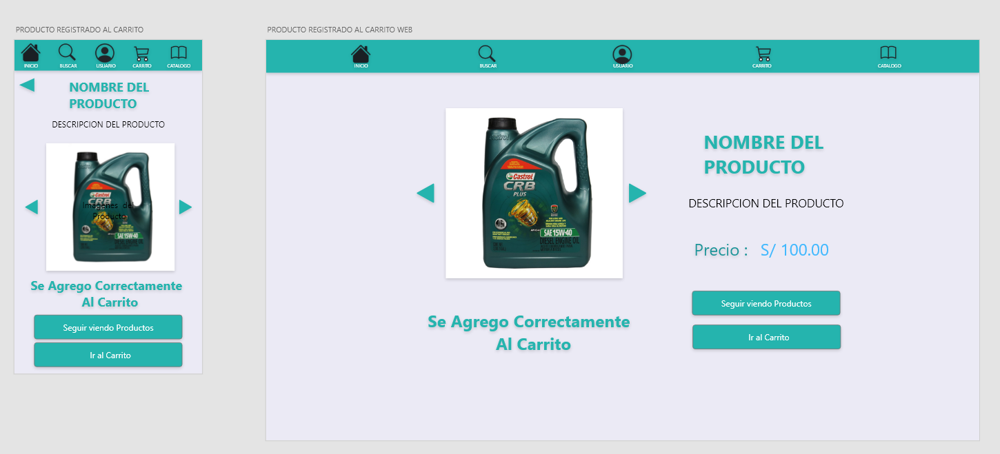 PRODUCTO REGISTRADO AL CARRITO
INICIO
BUSCAR
USUARIO
CARRITO
CATALOGO
NOMBRE DEL
PRODUCTO
DESCRIPCION DEL PRODUCTO
Castrol
CRB
Imagenes del
Producto
SAE 15W-40
Se Agrego Correctamente
Al Carrito
Seguir viendo Productos
Ir al Carrito
PRODUCTO REGISTRADO AL CARRITO WEB
INICIO
BUSCAR
USUARIO
CARRITO
CATALOGO
Castrol
CRB
PLUS
API CI-4
SAE 15W-40
DIESEL ENGINE OIL
NOMBRE DEL
PRODUCTO
DESCRIPCION DEL PRODUCTO
Precio : S/ 100.00
Se Agrego Correctamente
Al Carrito
Seguir viendo Productos
Ir al Carrito